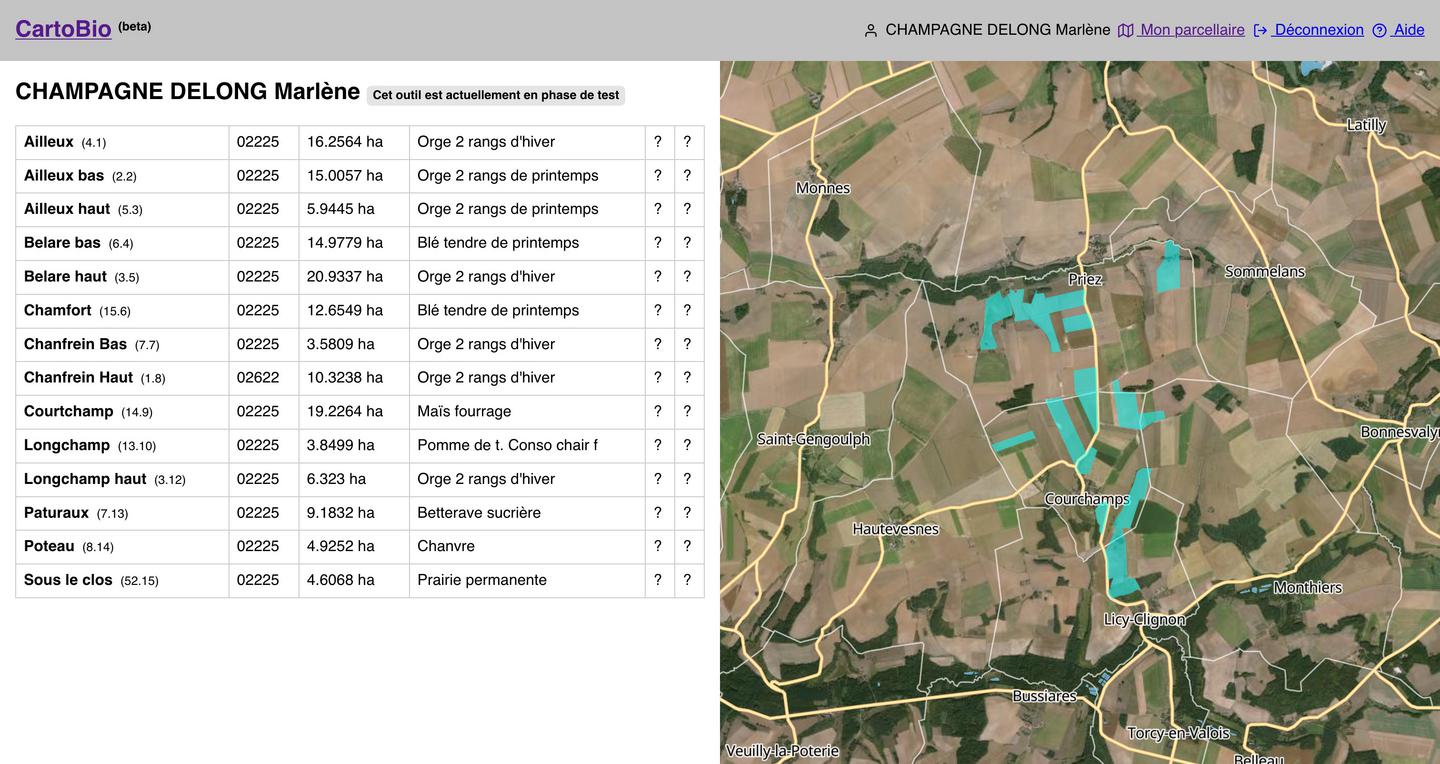 CartoBio (beta)
CHAMPAGNE DELONG Marlène Mon parcellaire Déconnexion Aide
CHAMPAGNE DELONG Marlène Cet outil est actuellement en phase de test
Ailleux (4.1) 02225 16.2564 ha Orge 2 rangs d'hiver ? ?
Ailleux bas (2.2) 02225 15.0057 ha Orge 2 rangs de printemps ? ?
Ailleux haut (5.3) 02225 5.9445 ha Orge 2 rangs de printemps ? ?
Belare bas (6.4) 02225 14.9779 ha Blé tendre de printemps ? ?
Belare haut (3.5) 02225 20.9337 ha Orge 2 rangs d'hiver ? ?
Chamfort (15.6) 02225 12.6549 ha Blé tendre de printemps ? ?
Chanfrein Bas (7.7) 02225 3.5809 ha Orge 2 rangs d'hiver ? ?
Chanfrein Haut (1.8) 02622 10.3238 ha Orge 2 rangs d'hiver ? ?
Courtchamp (14.9) 02225 19.2264 ha Maïs fourrage ? ?
Longchamp (13.10) 02225 3.8499 ha Pomme de t. Conso chair f ? ?
Longchamp haut (3.12) 02225 6.323 ha Orge 2 rangs d'hiver ? ?
Paturaux (7.13) 02225 9.1832 ha Betterave sucrière ? ?
Poteau (8.14) 02225 4.9252 ha Chanvre ? ?
Sous le clos (52.15) 02225 4.6068 ha Prairie permanente ? ?
Latilly
Monnes
Sommelans
Priez
Bonnesvalyn
Saint-Gengoulph
Courchamps
Hautevesnes
Monthiers
Licy-Clignon
Bussiares
Torcy-en-Valois
Veuilly-la-Poterie
Belleau